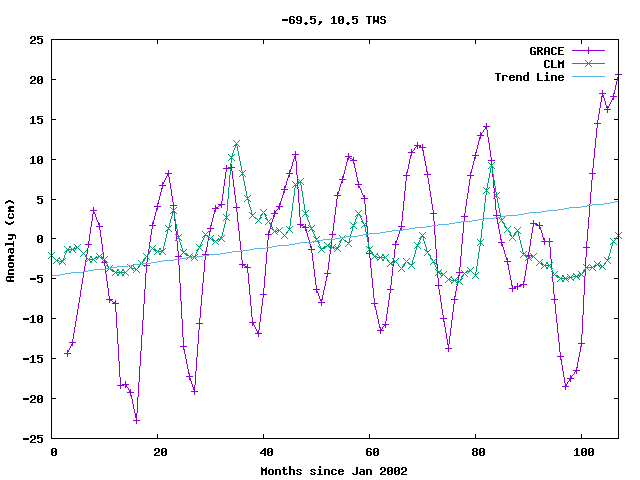 -69.5, 10.5 TWS
GRACE
CLM
Trend Line
Anomaly (cm)
25
20
15
10
5
0
-5
-10
-15
-20
-25
0 20 40 60 80 100
Months since Jan 2002